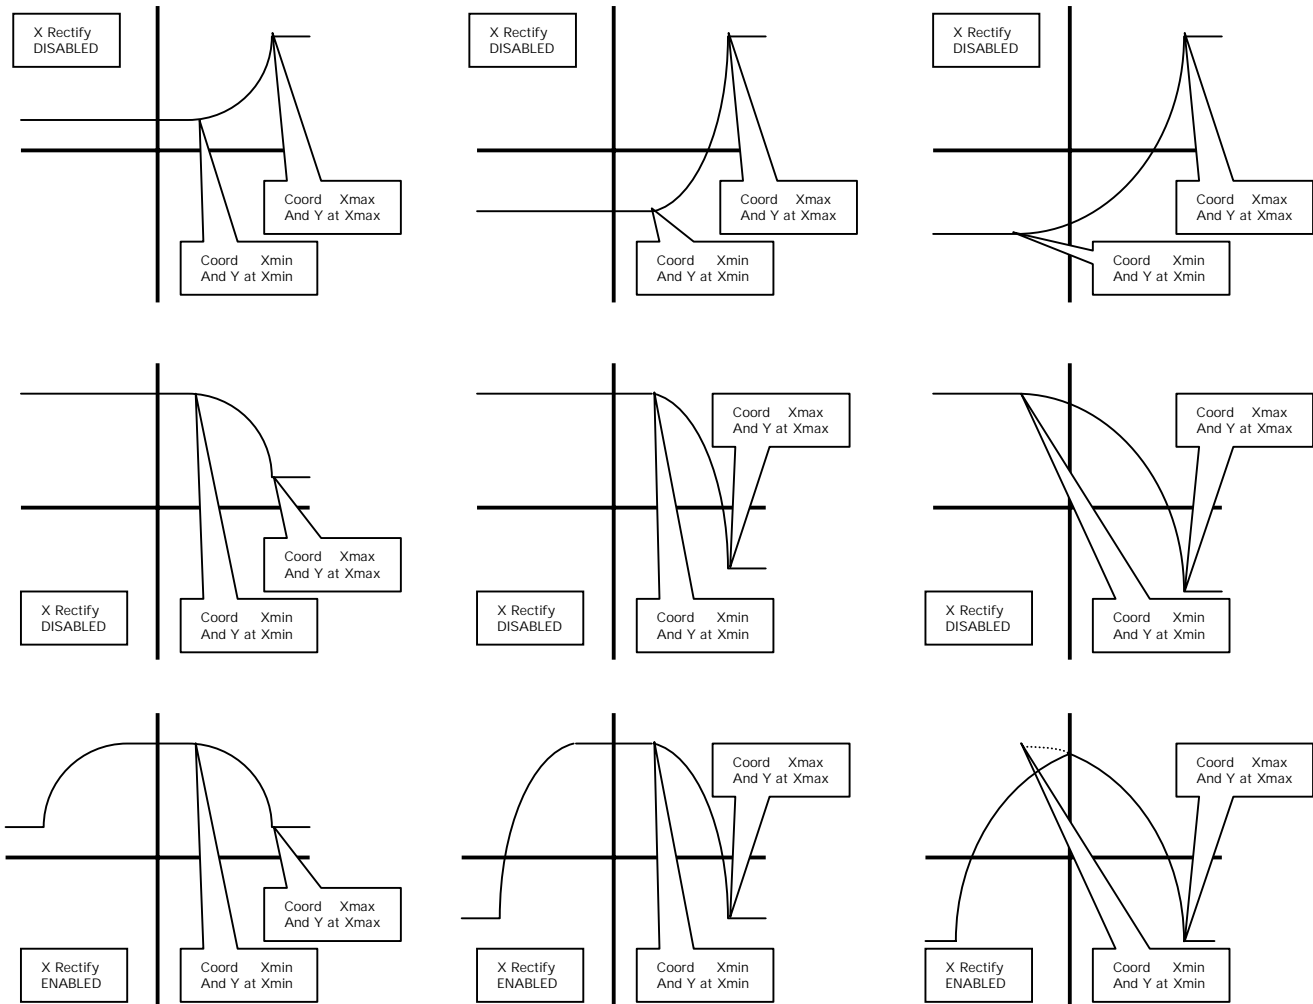 X Rectify
DISABLED
X Rectify
DISABLED
X Rectify
DISABLED
Coord Xmax
And Y at Xmax
Coord Xmax
And Y at Xmax
Coord Xmax
And Y at Xmax
Coord Xmin
And Y at Xmin
Coord Xmin
And Y at Xmin
Coord Xmin
And Y at Xmin
Coord Xmax
And Y at Xmax
Coord Xmax
And Y at Xmax
Coord Xmax
And Y at Xmax
X Rectify
DISABLED
Coord Xmin
And Y at Xmin
X Rectify
DISABLED
Coord Xmin
And Y at Xmin
X Rectify
DISABLED
Coord Xmin
And Y at Xmin
Coord Xmax
And Y at Xmax
Coord Xmax
And Y at Xmax
Coord Xmax
And Y at Xmax
X Rectify
ENABLED
Coord Xmin
And Y at Xmin
X Rectify
ENABLED
Coord Xmin
And Y at Xmin
X Rectify
ENABLED
Coord Xmin
And Y at Xmin